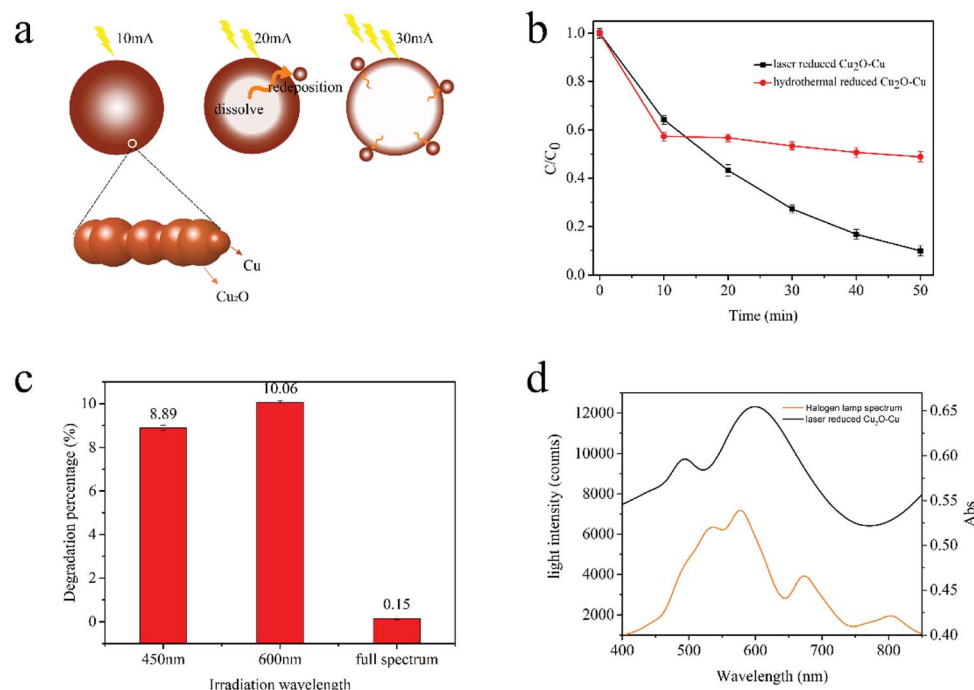 a
10mA
20mA
30mA
redeposition
dissolve
Cu
Cu₂O
b
1.0
0.8
0.6
0.4
0.2
0.0
C/C₀
laser reduced Cu₂O-Cu
hydrothermal reduced Cu₂O-Cu
0 10 20 30 40 50
Time (min)
c
10
8
6
4
2
0
Degradation percentage (%)
8.89
10.06
0.15
450nm 600nm full spectrum
Irradiation wavelength
d
12000
10000
8000
6000
4000
2000
light intensity (counts)
Halogen lamp spectrum
laser reduced Cu₂O-Cu
0.65
0.60
0.55
0.50
0.45
0.40
Abs
400 500 600 700 800
Wavelength (nm)